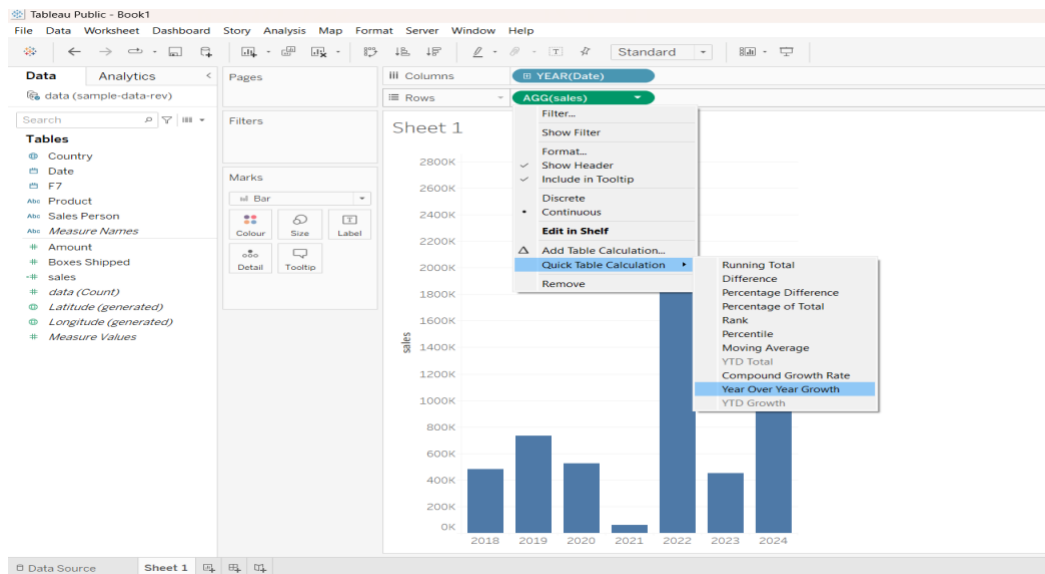 Tableau Public - Book1
File Data Worksheet Dashboard Story Analysis Map Format Server Window Help
Standard
Data Analytics
data (sample-data-rev)
Search
Tables
Country
Date
F7
Abc Product
Abc Sales Person
Abc Measure Names
Amount
Boxes Shipped
sales
data (Count)
Latitude (generated)
Longitude (generated)
Measure Values
Pages
Filters
Marks
Bar
Colour Size Label
Detail Tooltip
Columns YEAR(Date)
Rows AGG(sales)
Sheet 1
Filter...
Show Filter
Format...
Show Header
Include in Tooltip
Discrete
Continuous
Edit in Shelf
Add Table Calculation...
Quick Table Calculation
Remove
Running Total
Difference
Percentage Difference
Percentage of Total
Rank
Percentile
Moving Average
YTD Total
Compound Growth Rate
Year Over Year Growth
YTD Growth
sales
2800K
2600K
2400K
2200K
2000K
1800K
1600K
1400K
1200K
1000K
800K
600K
400K
200K
0K
2018 2019 2020 2021 2022 2023 2024
Data Source Sheet 1